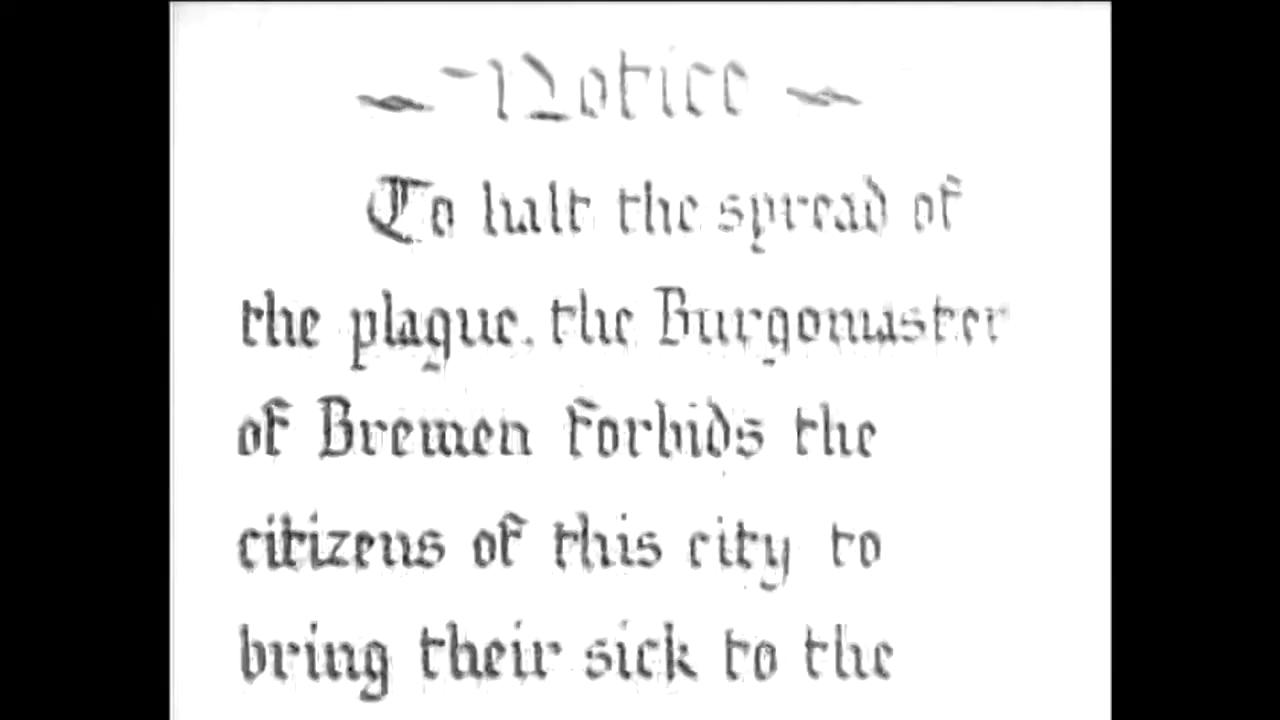 Notice
To halt the spread of
the plague, the Burgomaster
of Bremen forbids the
citizens of this city to
bring their sick to the